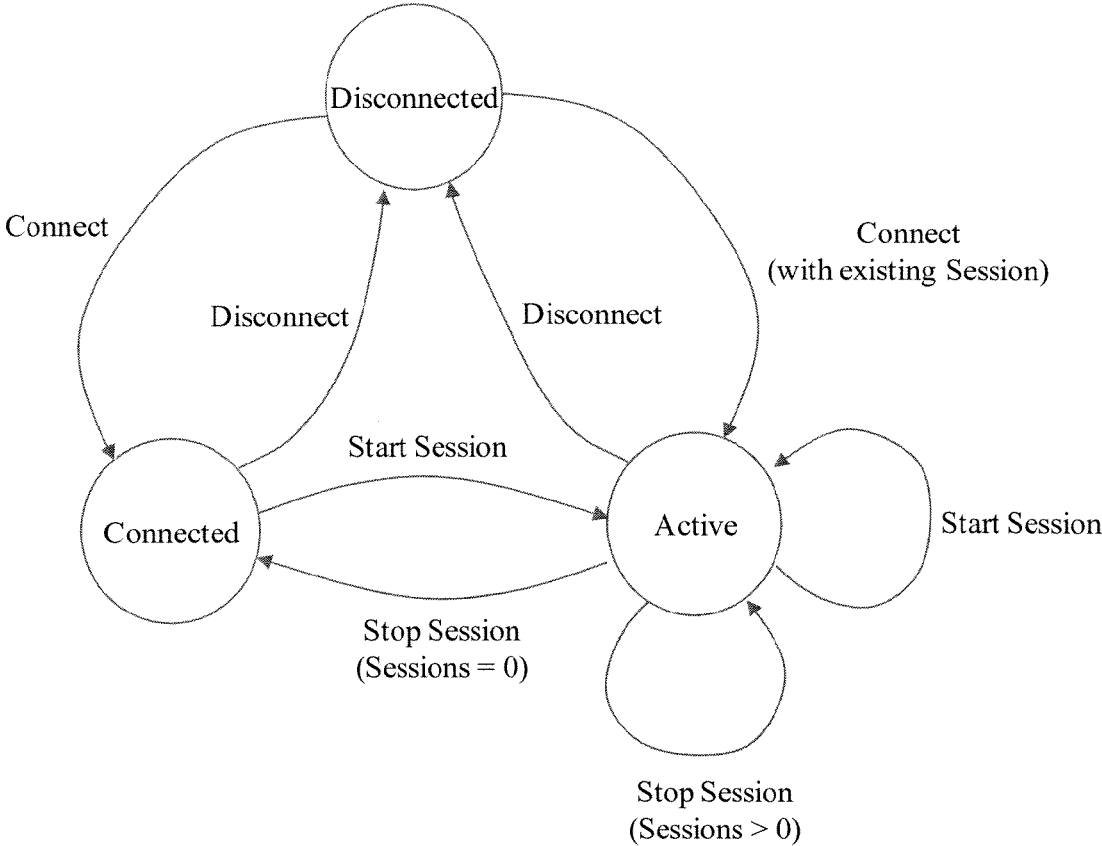 Disconnected
Connect
Connect
(with existing Session)
Disconnect
Disconnect
Start Session
Connected
Active
Start Session
Stop Session
(Sessions = 0)
Stop Session
(Sessions > 0)